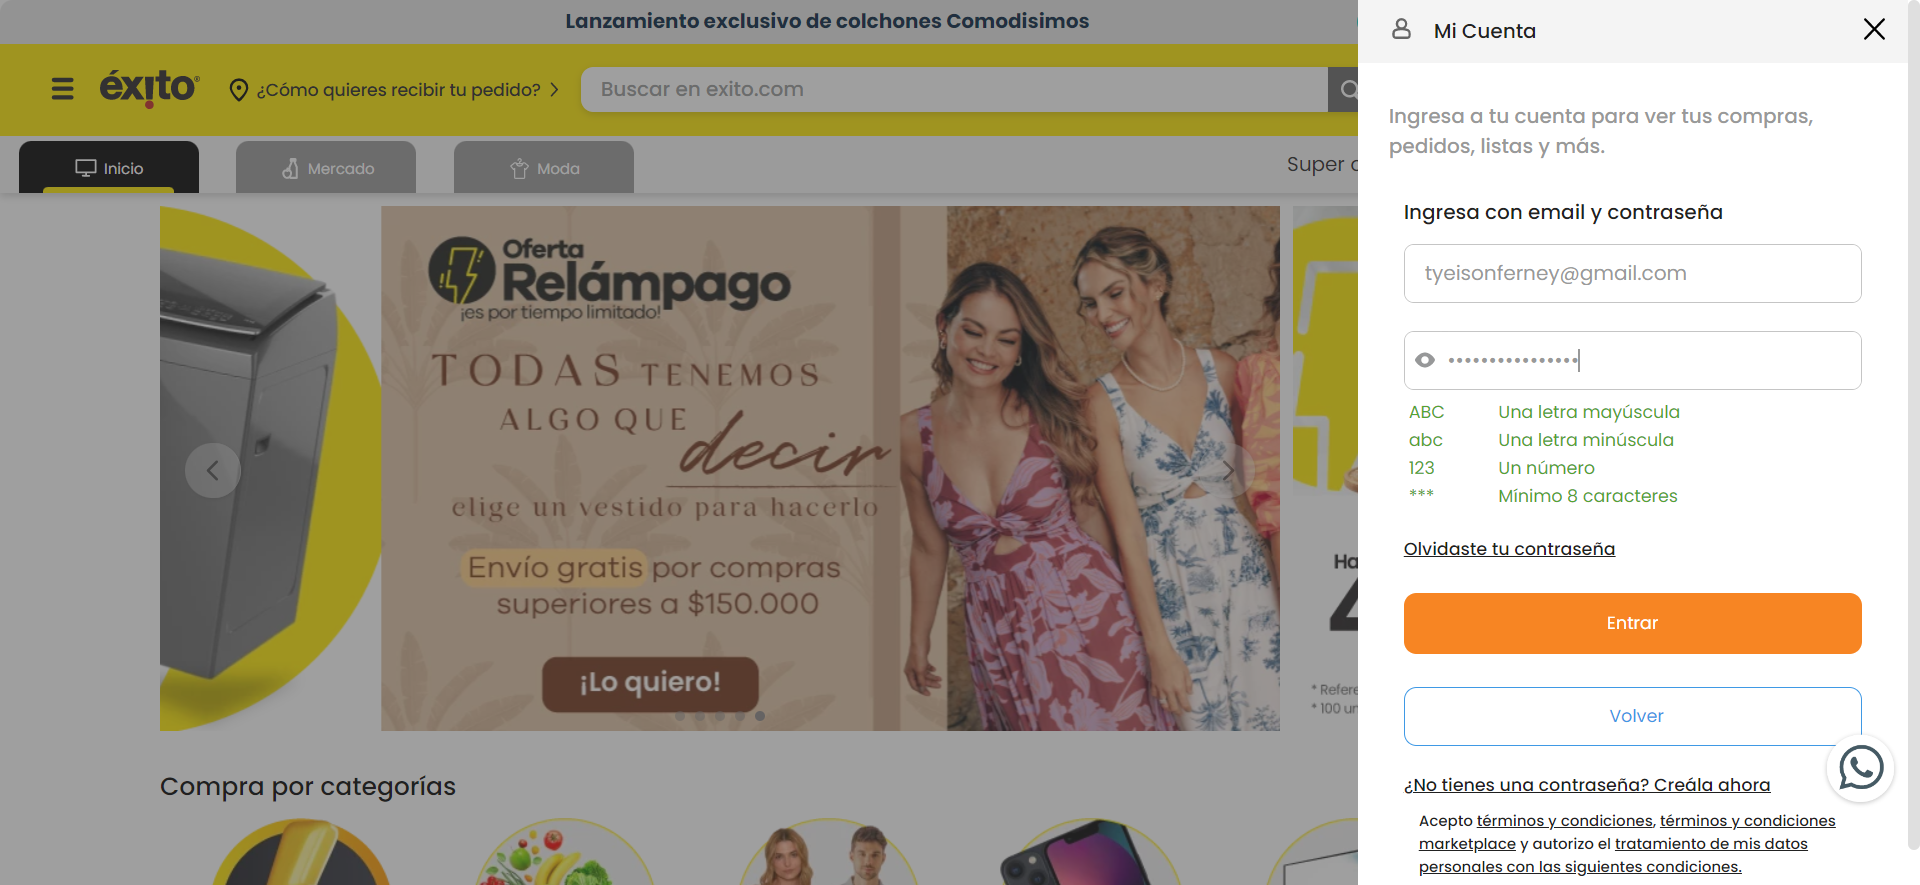 Lanzamiento exclusivo de colchones Comodisimos
éxito
¿Cómo quieres recibir tu pedido?
Buscar en exito.com
Inicio
Mercado
Moda
Super
Oferta
Relámpago
¡es por tiempo limitado!
TODAS TENEMOS
ALGO QUE
decir
elige un vestido para hacerlo
Envío gratis por compras
superiores a $150.000
¡Lo quiero!
* Refere
* 100 un
Compra por categorías
Mi Cuenta
Ingresa a tu cuenta para ver tus compras,
pedidos, listas y más.
Ingresa con email y contraseña
tyeisonferney@gmail.com
••••••••••••••••
ABC Una letra mayúscula
abc Una letra minúscula
123 Un número
*** Mínimo 8 caracteres
Olvidaste tu contraseña
Entrar
Volver
¿No tienes una contraseña? Creála ahora
Acepto términos y condiciones, términos y condiciones
marketplace y autorizo el tratamiento de mis datos
personales con las siguientes condiciones.